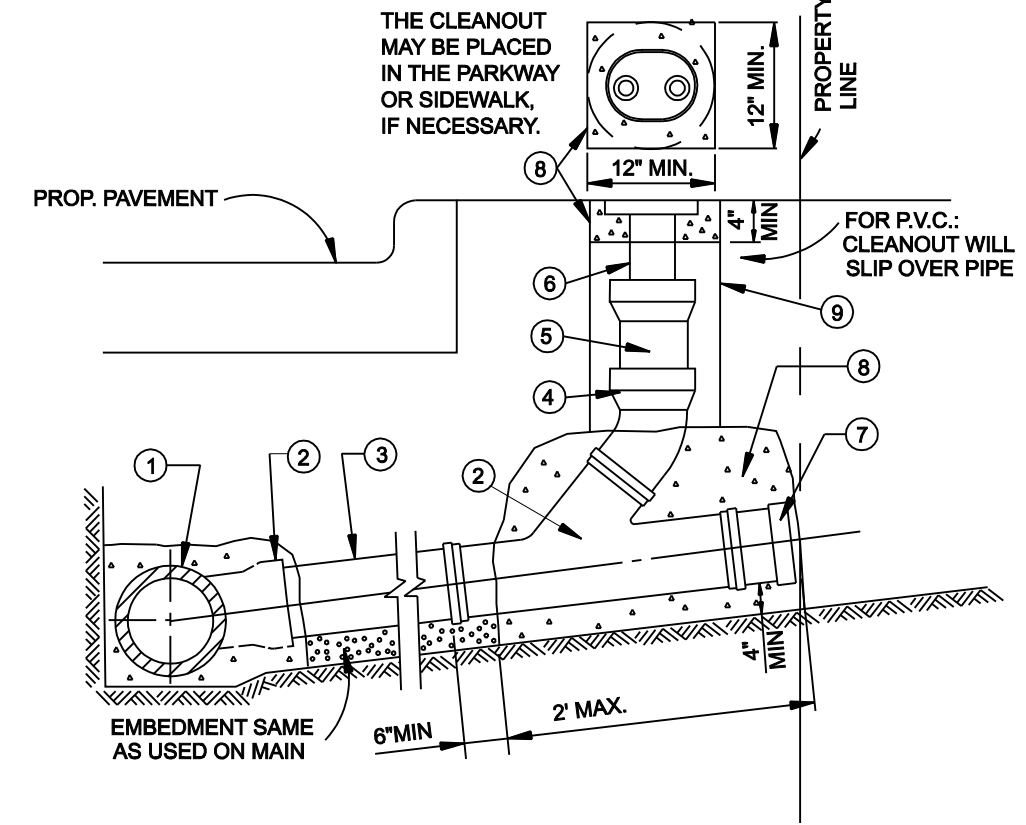 THE CLEANOUT
MAY BE PLACED
IN THE PARKWAY
OR SIDEWALK,
IF NECESSARY.
12" MIN.
PROPERTY
LINE
8
12" MIN.
PROP. PAVEMENT
4"
MIN
FOR P.V.C.:
CLEANOUT WILL
SLIP OVER PIPE
6
9
5
8
4
7
1
2
3
2
4"
MIN
EMBEDMENT SAME
AS USED ON MAIN
6"MIN
2' MAX.